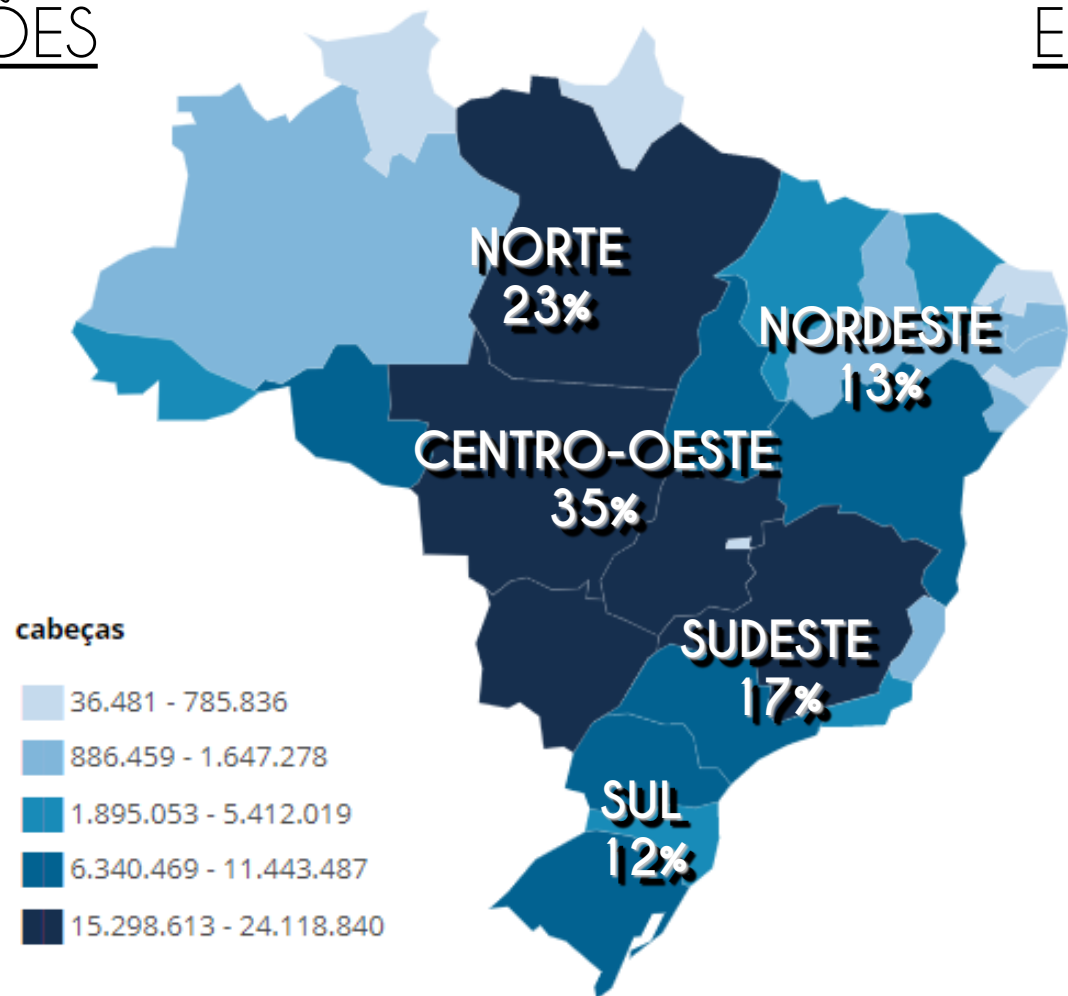 ÕES
E
NORTE
23%
NORDESTE
13%
CENTRO-OESTE
35%
SUDESTE
17%
SUL
12%
cabeças
36.481 - 785.836
886.459 - 1.647.278
1.895.053 - 5.412.019
6.340.469 - 11.443.487
15.298.613 - 24.118.840